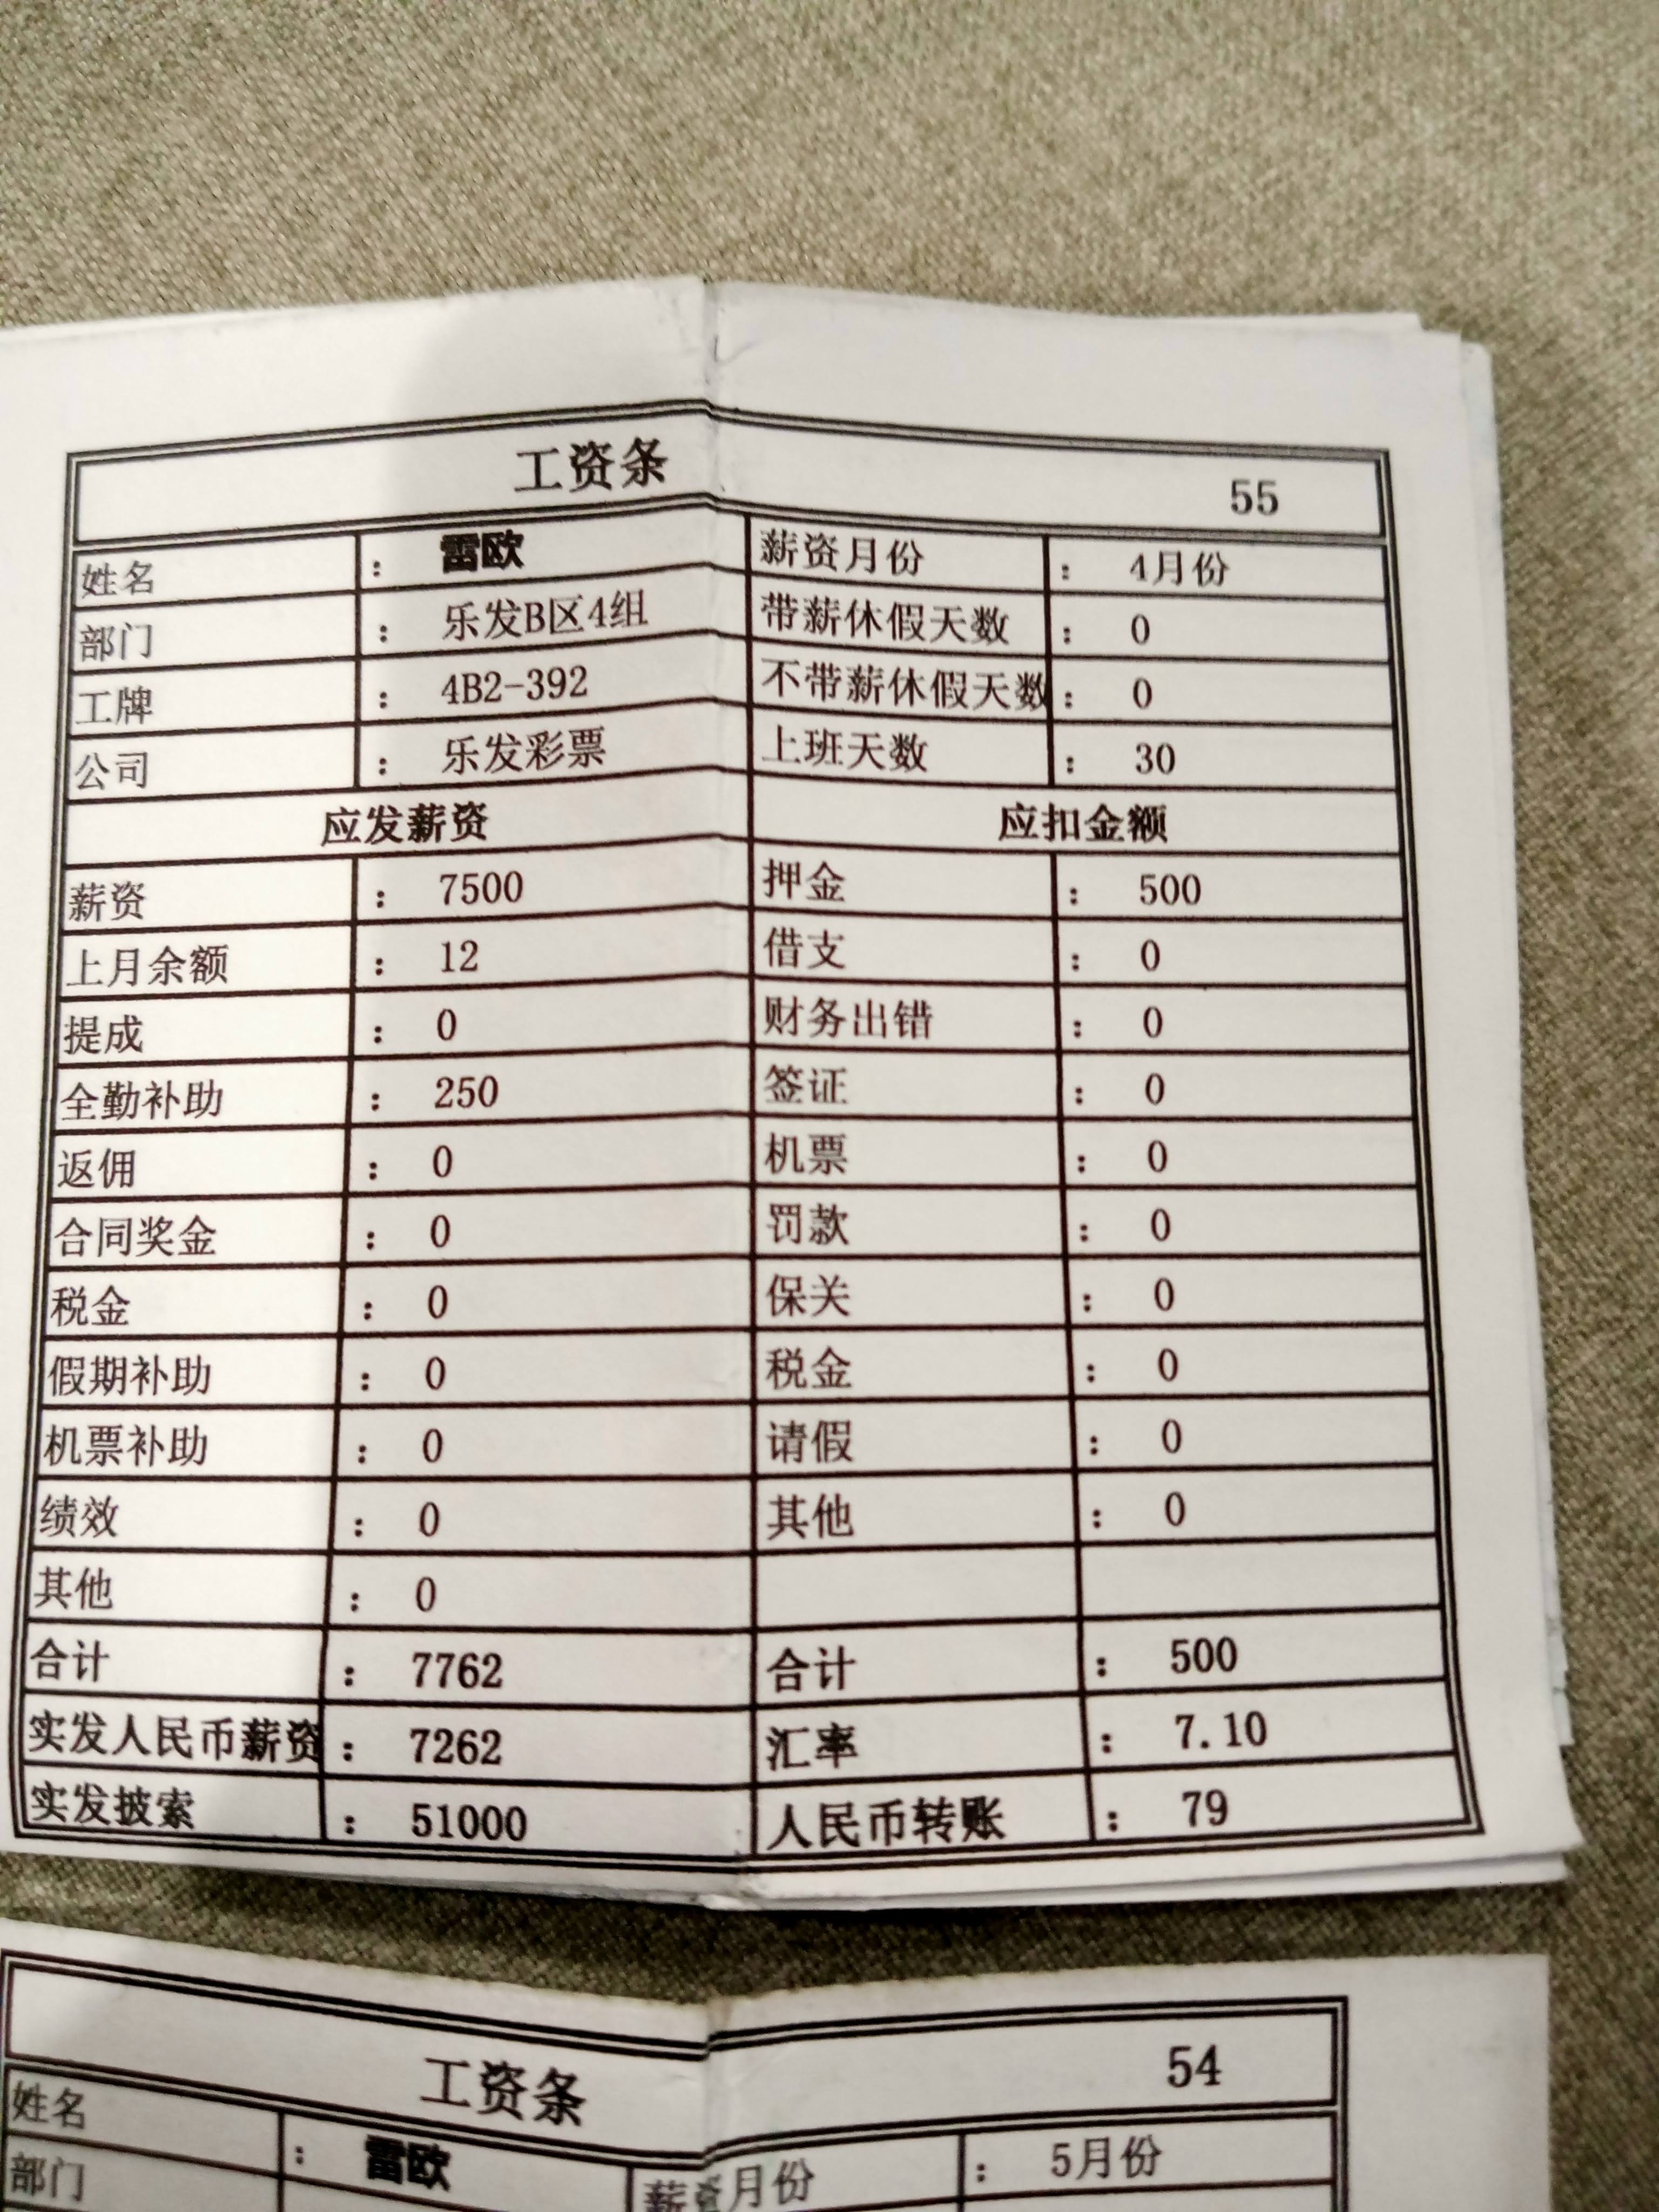 工资条 55
姓名 : 雷欧 薪资月份 : 4月份
部门 : 乐发B区4组 带薪休假天数 : 0
工牌 : 4B2-392 不带薪休假天数 : 0
公司 : 乐发彩票 上班天数 : 30
应发薪资 应扣金额
薪资 : 7500 押金 : 500
上月余额 : 12 借支 : 0
提成 : 0 财务出错 : 0
全勤补助 : 250 签证 : 0
返佣 : 0 机票 : 0
合同奖金 : 0 罚款 : 0
税金 : 0 保关 : 0
假期补助 : 0 税金 : 0
机票补助 : 0 请假 : 0
绩效 : 0 其他 : 0
其他 : 0
合计 : 7762 合计 : 500
实发人民币薪资 : 7262 汇率 : 7.10
实发披索 : 51000 人民币转账 : 79
工资条 54
姓名 : 雷欧 薪资月份 : 5月份
部门